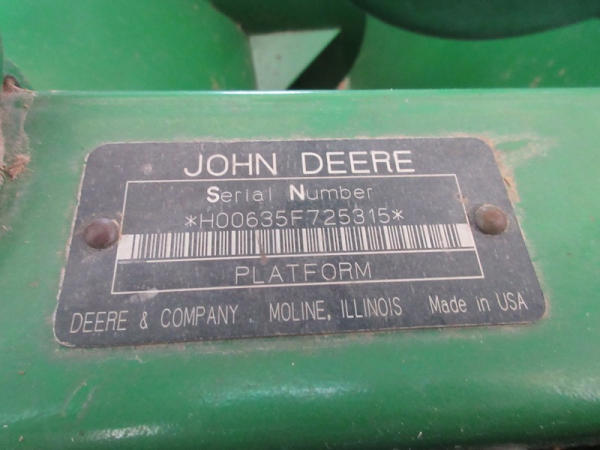 JOHN DEERE
Serial Number
*H00635F725315*
PLATFORM
DEERE & COMPANY . MOLINE, ILLINOIS Made in USA